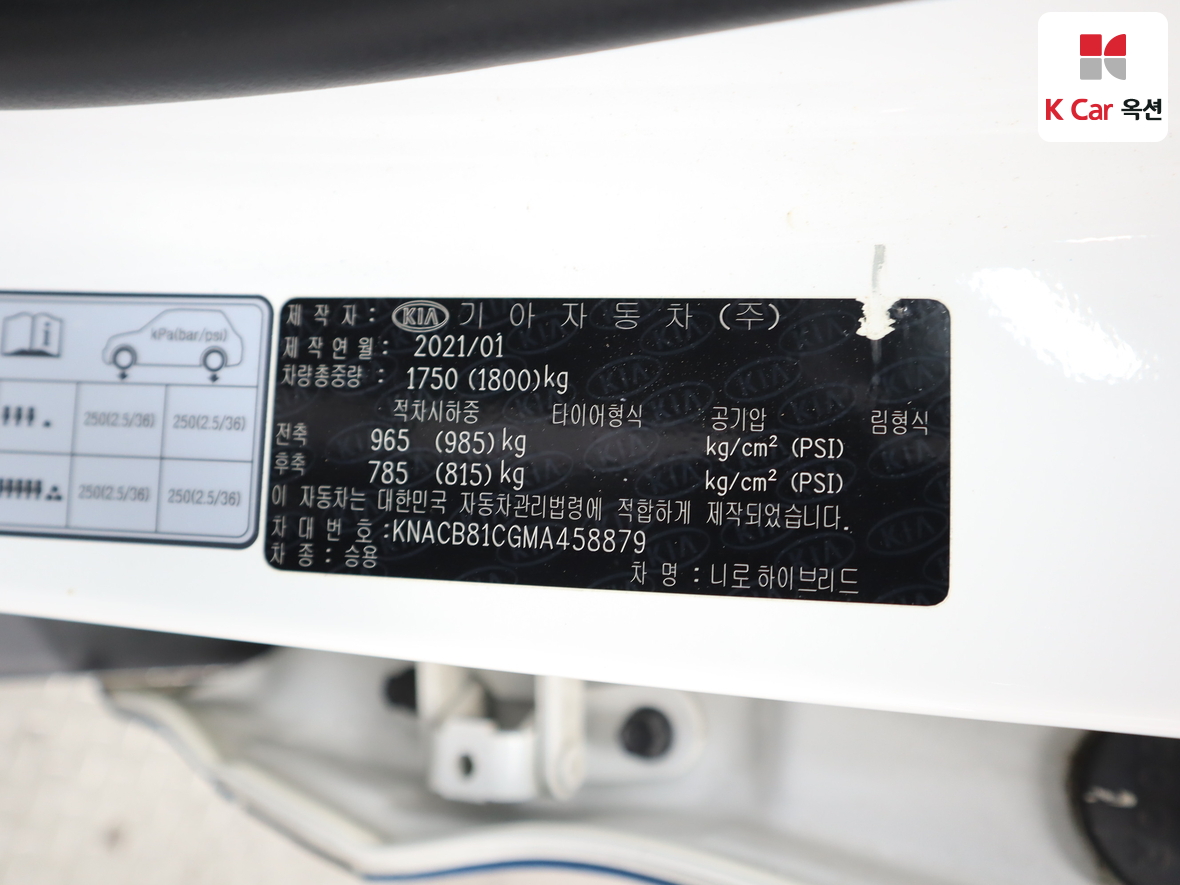 K Car 옥션
제 작 자 : KIA 기 아 자 동 차 (주)
제 작 연 월 : 2021/01
차량총중량 : 1750 (1800)kg
적차시하중 타이어형식 공기압 림형식
전축 965 (985)kg kg/cm² (PSI)
후축 785 (815)kg kg/cm² (PSI)
이 자동차는 대한민국 자동차관리법령에 적합하게 제작되었습니다.
차 대 번 호 :KNACB81CGMA458879
차 종 : 승용
차 명 : 니로하이브리드
kPa(bar/psi)
250(2.5/36) 250(2.5/36)
250(2.5/36) 250(2.5/36)